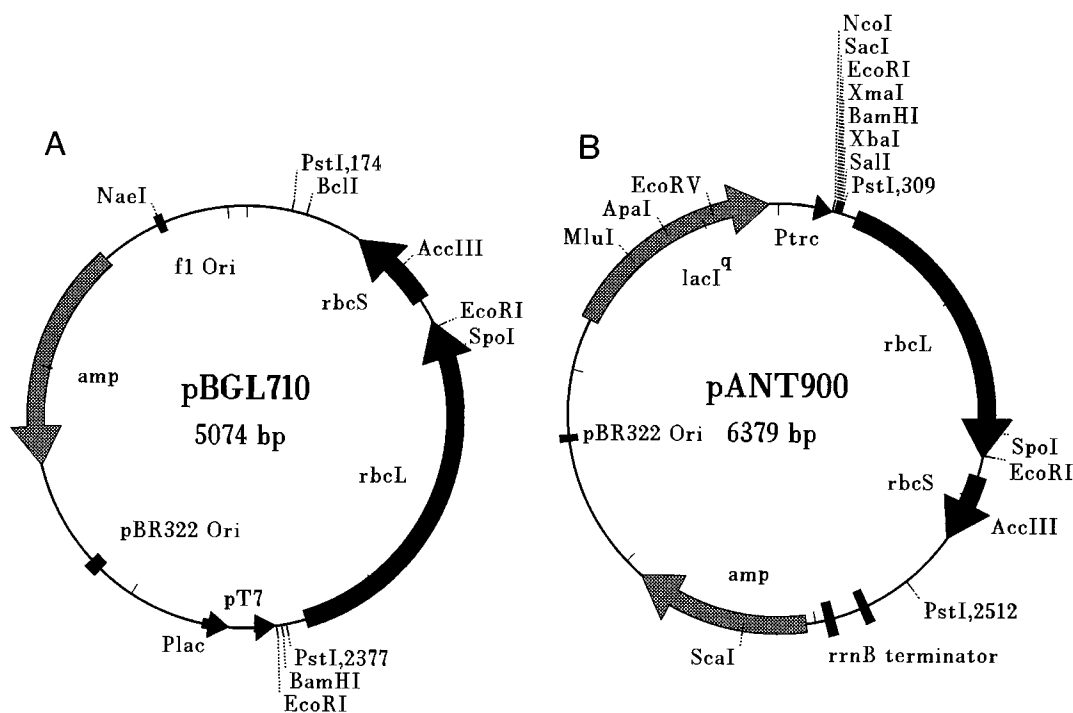 A
PstI,174
BclI
NaeI
f1 Ori
AccIII
rbcS
EcoRI
SpoI
amp
pBGL710
5074 bp
rbcL
pBR322 Ori
pT7
Plac
PstI,2377
BamHI
EcoRI
B
NcoI
SacI
EcoRI
XmaI
BamHI
XbaI
SalI
PstI,309
EcoRV
ApaI
MluI
Ptrc
lacI^q
rbcL
pANT900
6379 bp
pBR322 Ori
SpoI
EcoRI
rbcS
AccIII
amp
PstI,2512
ScaI
rrnB terminator